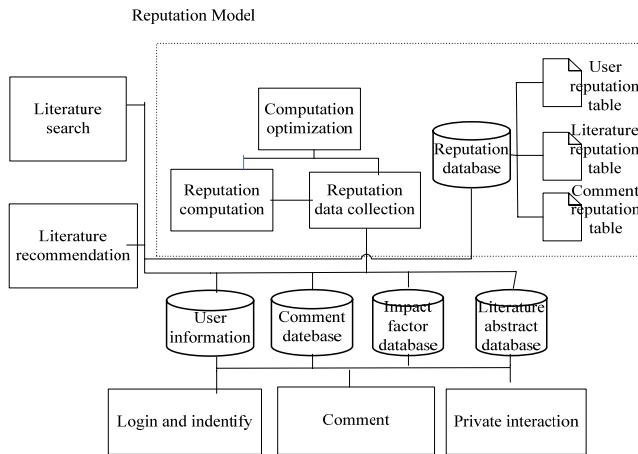 Reputation Model
Literature
search
Computation
optimization
Reputation
database
User
reputation
table
Literature
reputation
table
Comment
reputation
table
Reputation
computation
Reputation
data collection
Literature
recommendation
User
information
Comment
datebase
Impact
factor
database
Literature
abstract
database
Login and indentify
Comment
Private interaction